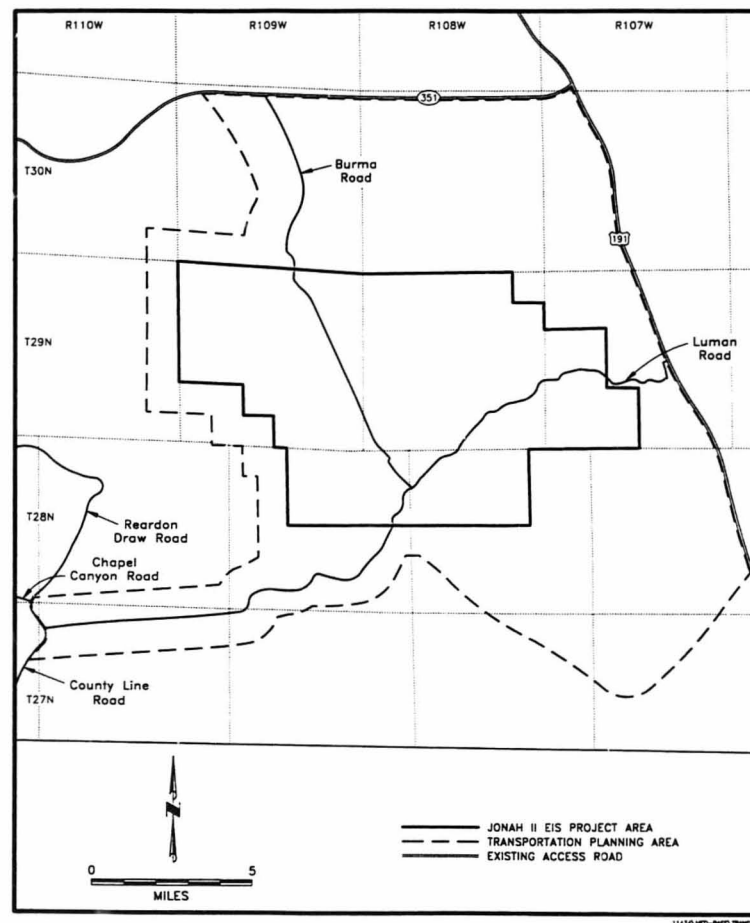 R110W
R109W
R108W
R107W
351
T30N
Burma
Road
191
T29N
Luman
Road
T28N
Reardon
Draw Road
Chapel
Canyon Road
County Line
Road
T27N
N
0
5
MILES
JONAH II EIS PROJECT AREA
TRANSPORTATION PLANNING AREA
EXISTING ACCESS ROAD